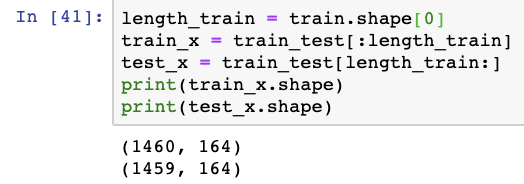 In [41]: length_train = train.shape[0]
train_x = train_test[:length_train]
test_x = train_test[length_train:]
print(train_x.shape)
print(test_x.shape)
(1460, 164)
(1459, 164)